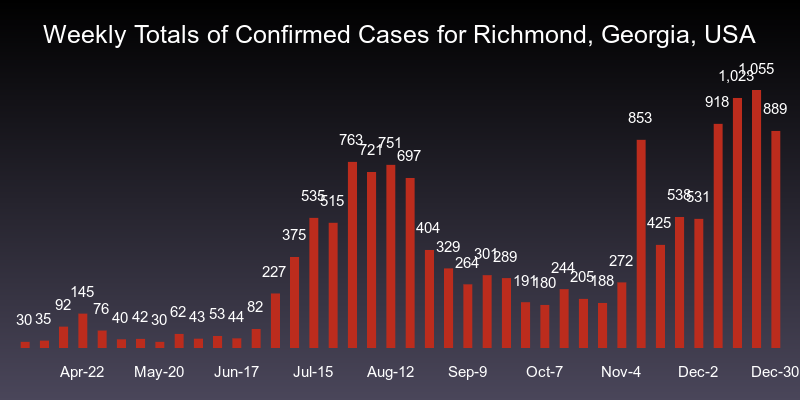 Weekly Totals of Confirmed Cases for Richmond, Georgia, USA
30 35 92 145 76 40 42 30 62 43 53 44 82 227 375 535 515 763 721 751 697 404 329 264 301 289 191 180 244 205 188 272 853 425 538 531 918 1,023 1,055 889
Apr-22 May-20 Jun-17 Jul-15 Aug-12 Sep-9 Oct-7 Nov-4 Dec-2 Dec-30